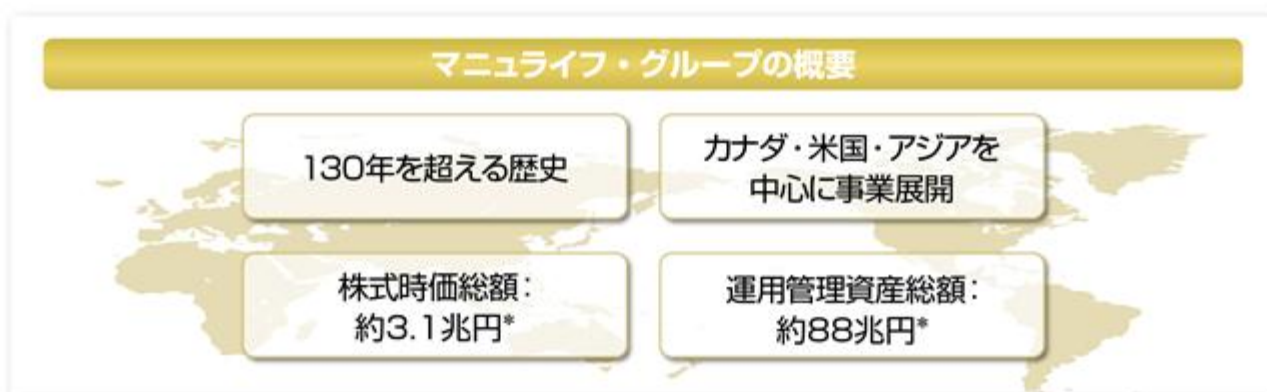 マニュライフ・グループの概要
130年を超える歴史
カナダ・米国・アジアを
中心に事業展開
株式時価総額：
約3.1兆円*
運用管理資産総額：
約88兆円*